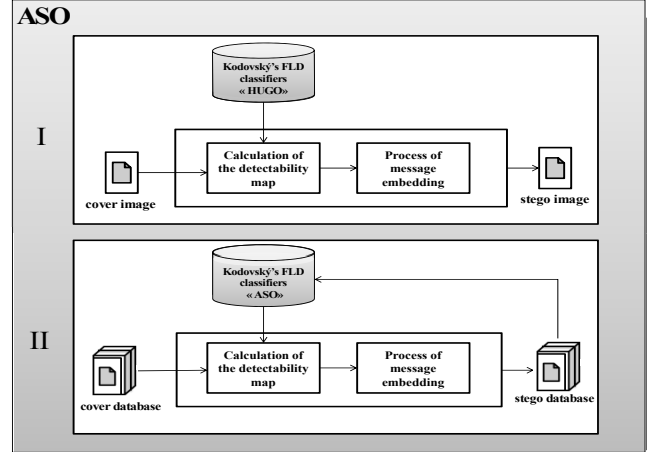 ASO
I
Kodovský's FLD
classifiers
« HUGO»
Calculation of
the detectability
map
Process of
message
embedding
cover image
stego image
II
Kodovský's FLD
classifiers
« ASO»
Calculation of
the detectability
map
Process of
message
embedding
cover database
stego database